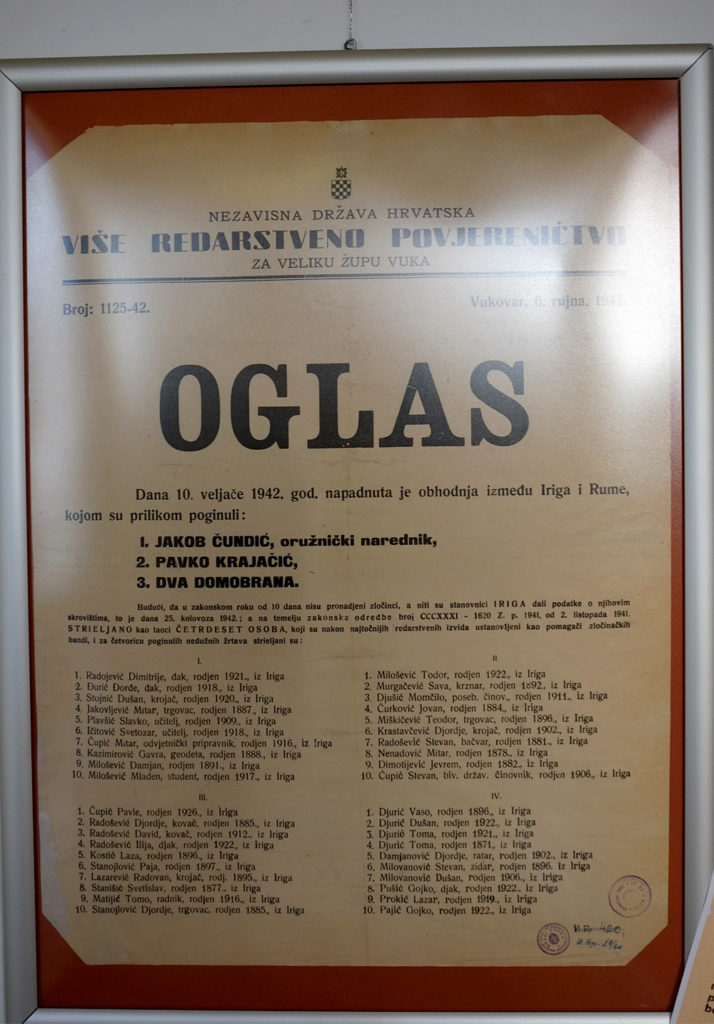 NEZAVISNA DRŽAVA HRVATSKA
VIŠE REDARSTVENO POVJERENIČTVO
ZA VELIKU ŽUPU VUKA
Broj: 1125-42.
Vukovar, 6. rujna. 1942.
OGLAS
Dana 10. veljače 1942. god. napadnuta je obhodnja između Iriga i Rume,
kojom su prilikom poginuli:
1. JAKOB ČUNDIĆ, oružnički narednik,
2. PAVKO KRAJAČIĆ,
3. DVA DOMOBRANA.
Budući, da u zakonskom roku od 10 dana nisu pronadjeni zločinci, a niti su stanovnici IRIGA dali podatke o njihovim
skrovištima, to je dana 25. kolovoza 1942.; a na temelju zakonske odredbe broj CCCXXXI - 1620 Z. p. 1941. od 2. listopada 1941.
STRIELJANO kao taoci ČETRDESET OSOBA, koji su nakon najtočnijih redarstvenih izvida ustanovljeni kao pomagači zločinačkih
bandi, i za četvoricu poginulih nedužnih žrtava strieljani su:
I.
1. Radojević Dimitrije, đak, rodjen 1921., iz Iriga
2. Đurić Đorđe, đak, rodjen 1918., iz Iriga
3. Stojnić Dušan, krojač, rodjen 1920., iz Iriga
4. Jakovljević Mitar, trgovac, rodjen 1887., iz Iriga
5. Plavšić Slavko, učitelj, rodjen 1909., iz Iriga
6. Ičitović Svetozar, učitelj, rodjen 1918., iz Iriga
7. Čupić Mitar, odvjetnički pripravnik, rodjen 1916., iz Iriga
8. Kazimirović Gavra, geodeta, rodjen 1888., iz Iriga
9. Milošević Damjan, rodjen 1891., iz Iriga
10. Milošević Mladen, student, rodjen 1917., iz Iriga
II.
1. Milošević Todor, rodjen 1922., iz Iriga
2. Murgačević Sava, krznar, rodjen 1892., iz Iriga
3. Djušić Momčilo, poseb. činov., rodjen 1911., iz Iriga
4. Ćurković Jovan, rodjen 1884., iz Iriga
5. Miškičević Teodor, trgovac, rodjen 1896., iz Iriga
6. Krastavčević Djordje, krojač, rodjen 1902., iz Iriga
7. Radošević Stevan, bačvar, rodjen 1881., iz Iriga
8. Nenadović Mitar, rodjen 1878., iz Iriga
9. Dimotijević Jevrem, rodjen 1882., iz Iriga
10. Čupić Stevan, biv. držav. činovnik, rodjen 1906., iz Iriga
III.
1. Čupić Pavle, rodjen 1926., iz Iriga
2. Radošević Djordje, kovač, rodjen 1885., iz Iriga
3. Radošević David, kovač, rodjen 1912., iz Iriga
4. Radošević Ilija, djak, rodjen 1922, iz Iriga
5. Kostić Laza, rodjen 1896., iz Iriga
6. Stanojlović Paja, rodjen 1897., iz Iriga
7. Lazarević Radovan, krojač, rodj. 1895., iz Iriga
8. Stanišić Svetislav, rodjen 1877., iz Iriga
9. Matijić Tomo, radnik, rodjen 1916., iz Iriga
10. Stanojlović Djordje, trgovac, rodjen 1885., iz Iriga
IV.
1. Djurić Vaso, rodjen 1896., iz Iriga
2. Djurić Dušan, rodjen 1922., iz Iriga
3. Djurić Toma, rodjen 1921., iz Iriga
4. Djurić Toma, rodjen 1871., iz Iriga
5. Damjanović Djordje, ratar, rodjen 1902., iz Iriga
6. Milovanović Stevan, zidar, rodjen 1896. iz Iriga
7. Milovanović Dušan, rodjen 1906., iz Iriga
8. Pušić Gojko, djak, rodjen 1922., iz Iriga
9. Prokić Lazar, rodjen 1919., iz Iriga
10. Pajić Gojko, rodjen 1922., iz Iriga